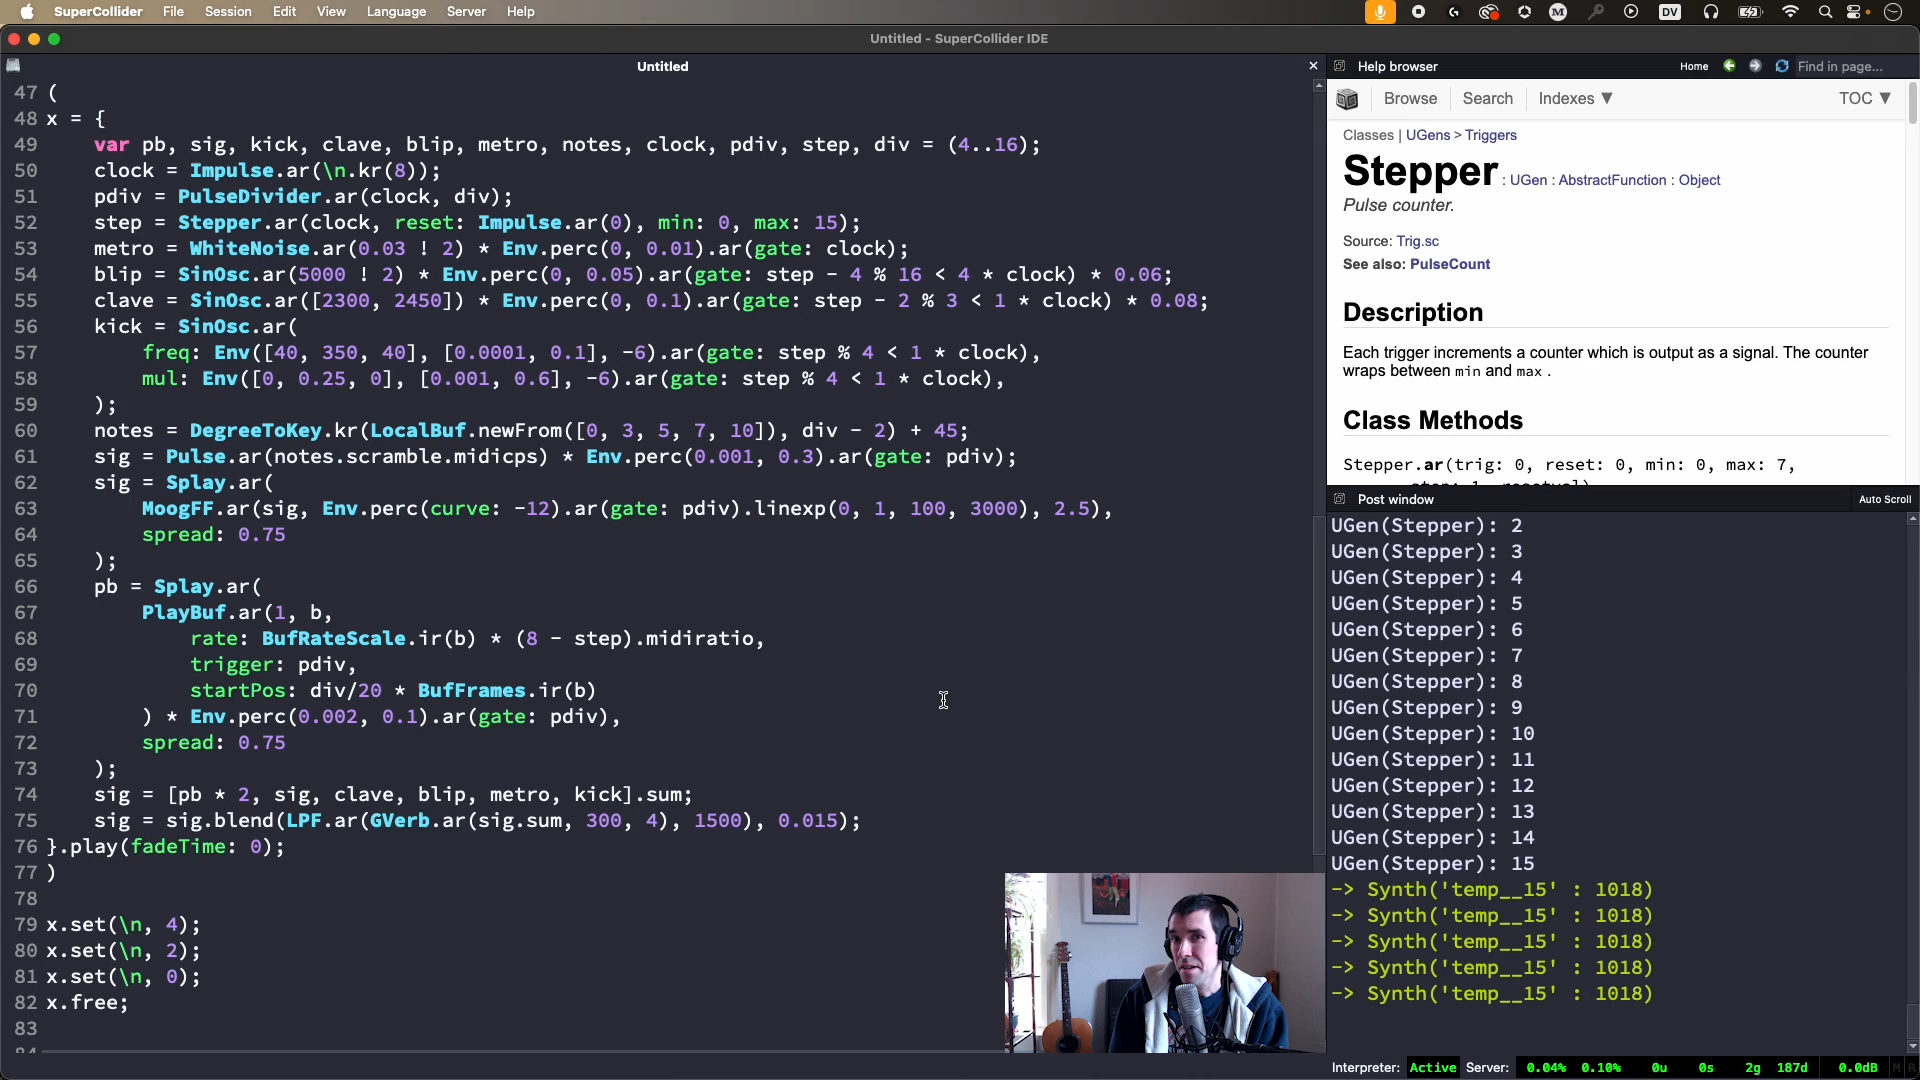 SuperCollider File Session Edit View Language Server Help
DV
Untitled - SuperCollider IDE
Untitled
47 (
48 x = {
49 var pb, sig, kick, clave, blip, metro, notes, clock, pdiv, step, div = (4..16);
50 clock = Impulse.ar(\n.kr(8));
51 pdiv = PulseDivider.ar(clock, div);
52 step = Stepper.ar(clock, reset: Impulse.ar(0), min: 0, max: 15);
53 metro = WhiteNoise.ar(0.03 ! 2) * Env.perc(0, 0.01).ar(gate: clock);
54 blip = SinOsc.ar(5000 ! 2) * Env.perc(0, 0.05).ar(gate: step - 4 % 16 < 4 * clock) * 0.06;
55 clave = SinOsc.ar([2300, 2450]) * Env.perc(0, 0.1).ar(gate: step - 2 % 3 < 1 * clock) * 0.08;
56 kick = SinOsc.ar(
57 freq: Env([40, 350, 40], [0.0001, 0.1], -6).ar(gate: step % 4 < 1 * clock),
58 mul: Env([0, 0.25, 0], [0.001, 0.6], -6).ar(gate: step % 4 < 1 * clock),
59 );
60 notes = DegreeToKey.kr(LocalBuf.newFrom([0, 3, 5, 7, 10]), div - 2) + 45;
61 sig = Pulse.ar(notes.scramble.midicps) * Env.perc(0.001, 0.3).ar(gate: pdiv);
62 sig = Splay.ar(
63 MoogFF.ar(sig, Env.perc(curve: -12).ar(gate: pdiv).linexp(0, 1, 100, 3000), 2.5),
64 spread: 0.75
65 );
66 pb = Splay.ar(
67 PlayBuf.ar(1, b,
68 rate: BufRateScale.ir(b) * (8 - step).midiratio,
69 trigger: pdiv,
70 startPos: div/20 * BufFrames.ir(b)
71 ) * Env.perc(0.002, 0.1).ar(gate: pdiv),
72 spread: 0.75
73 );
74 sig = [pb * 2, sig, clave, blip, metro, kick].sum;
75 sig = sig.blend(LPF.ar(GVerb.ar(sig.sum, 300, 4), 1500), 0.015);
76 }.play(fadeTime: 0);
77 )
78
79 x.set(\n, 4);
80 x.set(\n, 2);
81 x.set(\n, 0);
82 x.free;
83
84
Help browser Home Find in page...
Browse Search Indexes ▼ TOC ▼
Classes | UGens > Triggers
Stepper : UGen : AbstractFunction : Object
Pulse counter.
Source: Trig.sc
See also: PulseCount
Description
Each trigger increments a counter which is output as a signal. The counter
wraps between min and max .
Class Methods
Stepper.ar(trig: 0, reset: 0, min: 0, max: 7,
step: 1, resetval)
Post window Auto Scroll
UGen(Stepper): 2
UGen(Stepper): 3
UGen(Stepper): 4
UGen(Stepper): 5
UGen(Stepper): 6
UGen(Stepper): 7
UGen(Stepper): 8
UGen(Stepper): 9
UGen(Stepper): 10
UGen(Stepper): 11
UGen(Stepper): 12
UGen(Stepper): 13
UGen(Stepper): 14
UGen(Stepper): 15
-> Synth('temp__15' : 1018)
-> Synth('temp__15' : 1018)
-> Synth('temp__15' : 1018)
-> Synth('temp__15' : 1018)
-> Synth('temp__15' : 1018)
Interpreter: Active Server: 0.04% 0.10% 0u 0s 2g 187d 0.0dB M R